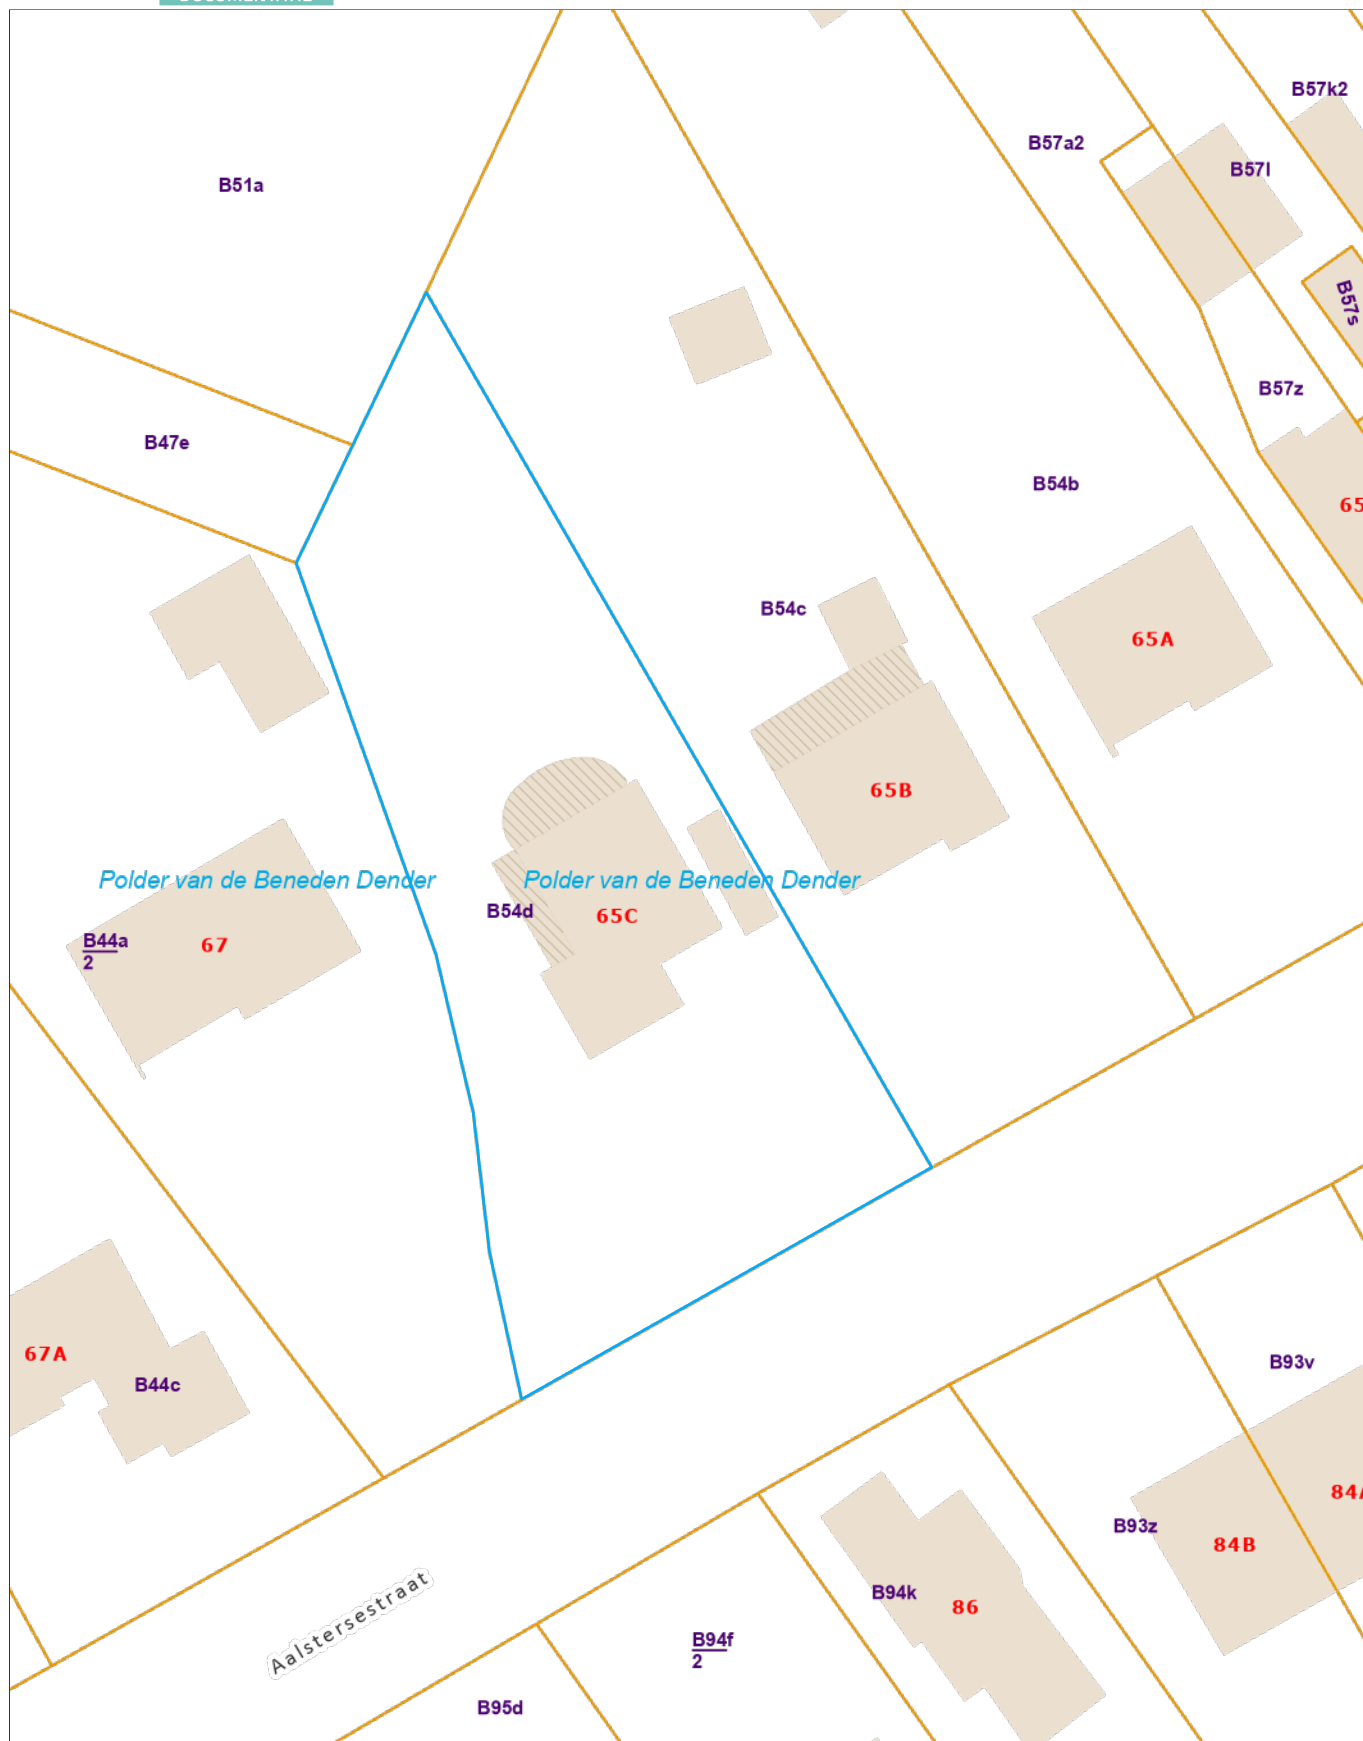 B57k2
B57a2
B57l
B51a
B57s
B57z
B47e
B54b
65
B54c
65A
65B
Polder van de Beneden Dender
Polder van de Beneden Dender
B54d
65C
B44a
2
67
67A
B44c
B93v
84A
B93z
84B
Aalstersestraat
B94k
86
B94f
2
B95d